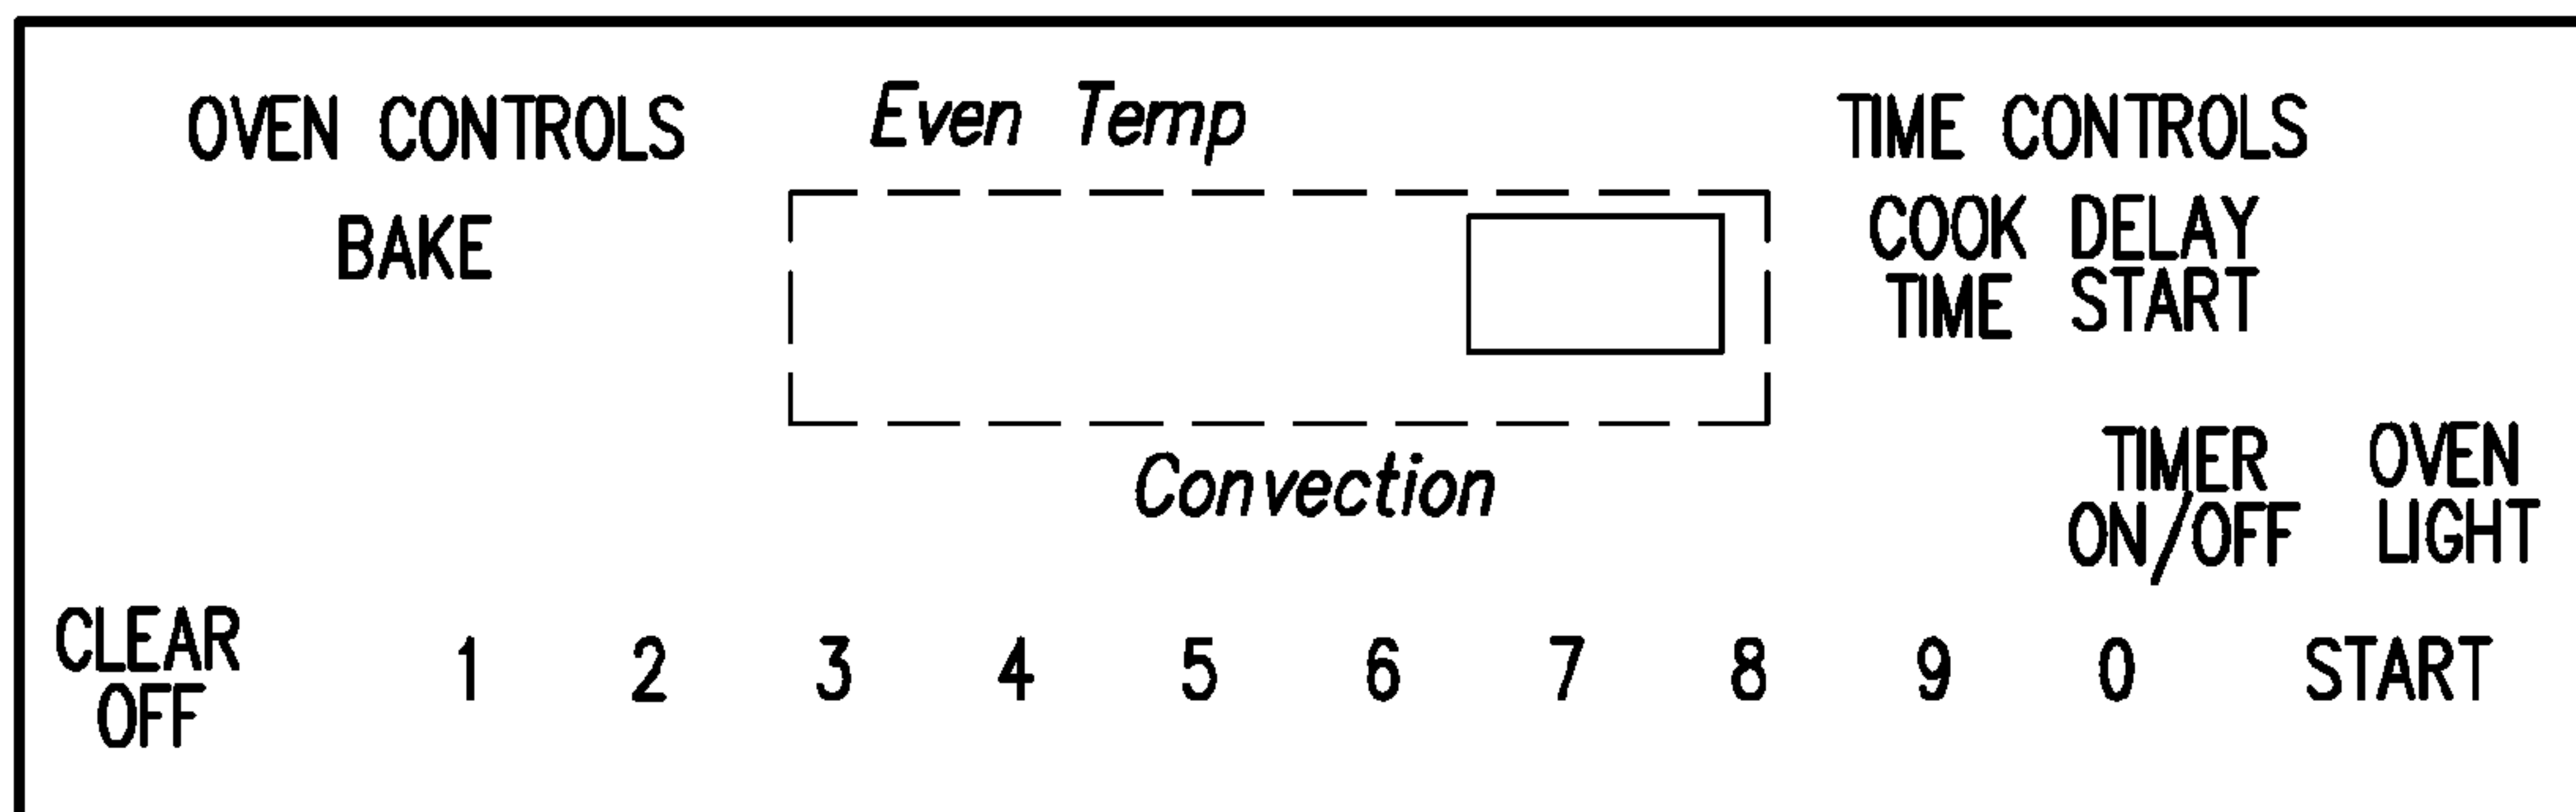 OVEN CONTROLS
BAKE
Even Temp
Convection
TIME CONTROLS
COOK DELAY
TIME START
TIMER OVEN
ON/OFF LIGHT
CLEAR
OFF
1 2 3 4 5 6 7 8 9 0 START